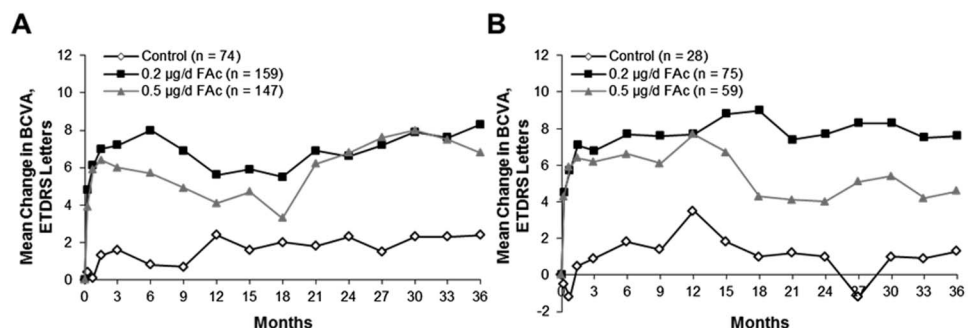 A
12
10
8
6
4
2
0
Mean Change in BCVA,
ETDRS Letters
Control (n = 74)
0.2 µg/d FAc (n = 159)
0.5 µg/d FAc (n = 147)
0 3 6 9 12 15 18 21 24 27 30 33 36
Months
B
12
10
8
6
4
2
0
-2
Mean Change in BCVA,
ETDRS Letters
Control (n = 28)
0.2 µg/d FAc (n = 75)
0.5 µg/d FAc (n = 59)
0 3 6 9 12 15 18 21 24 27 30 33 36
Months